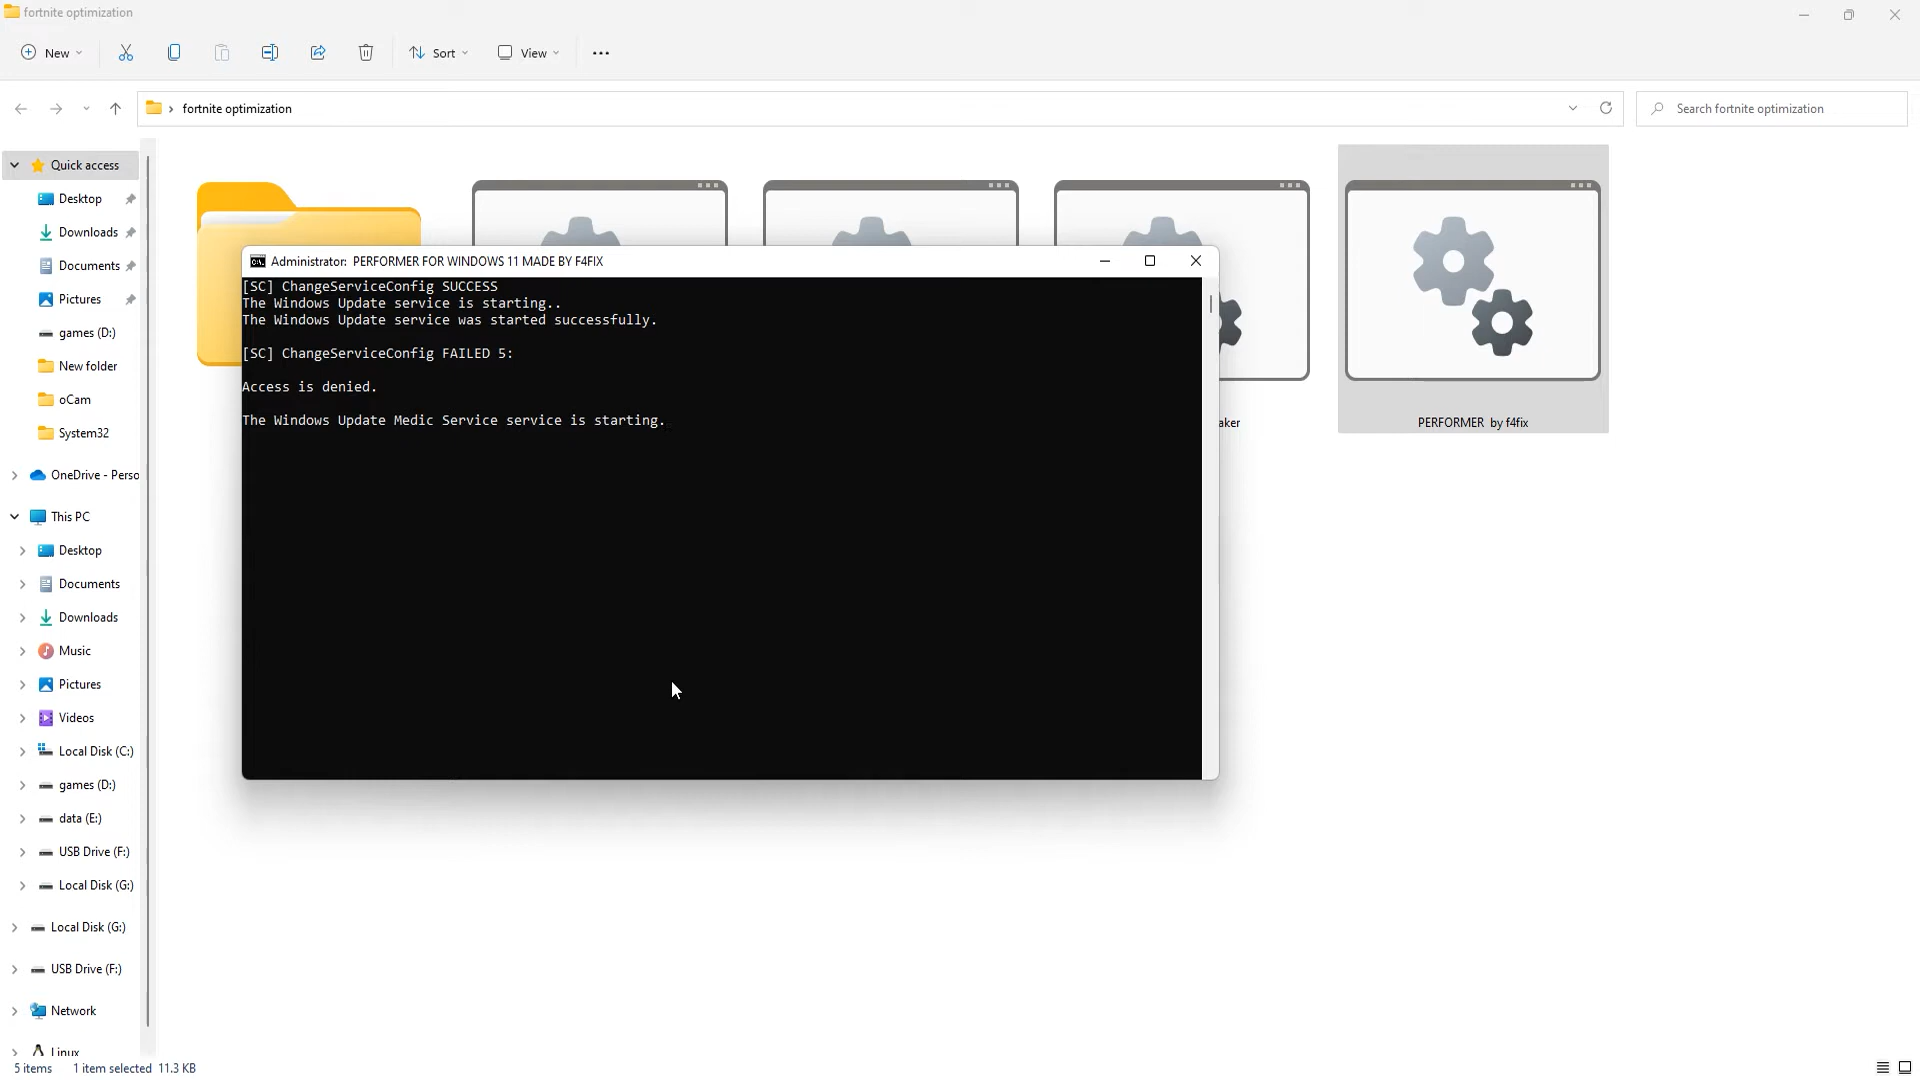 fortnite optimization
New
Sort
View
fortnite optimization
Search fortnite optimization
Quick access
Desktop
Downloads
Documents
Pictures
games (D:)
New folder
oCam
System32
OneDrive - Perso
This PC
Desktop
Documents
Downloads
Music
Pictures
Videos
Local Disk (C:)
games (D:)
data (E:)
USB Drive (F:)
Local Disk (G:)
Local Disk (G:)
USB Drive (F:)
Network
Linux
Administrator: PERFORMER FOR WINDOWS 11 MADE BY F4FIX
[SC] ChangeServiceConfig SUCCESS
The Windows Update service is starting..
The Windows Update service was started successfully.
[SC] ChangeServiceConfig FAILED 5:
Access is denied.
The Windows Update Medic Service service is starting.
aker
PERFORMER by f4fix
5 items 1 item selected 11.3 KB